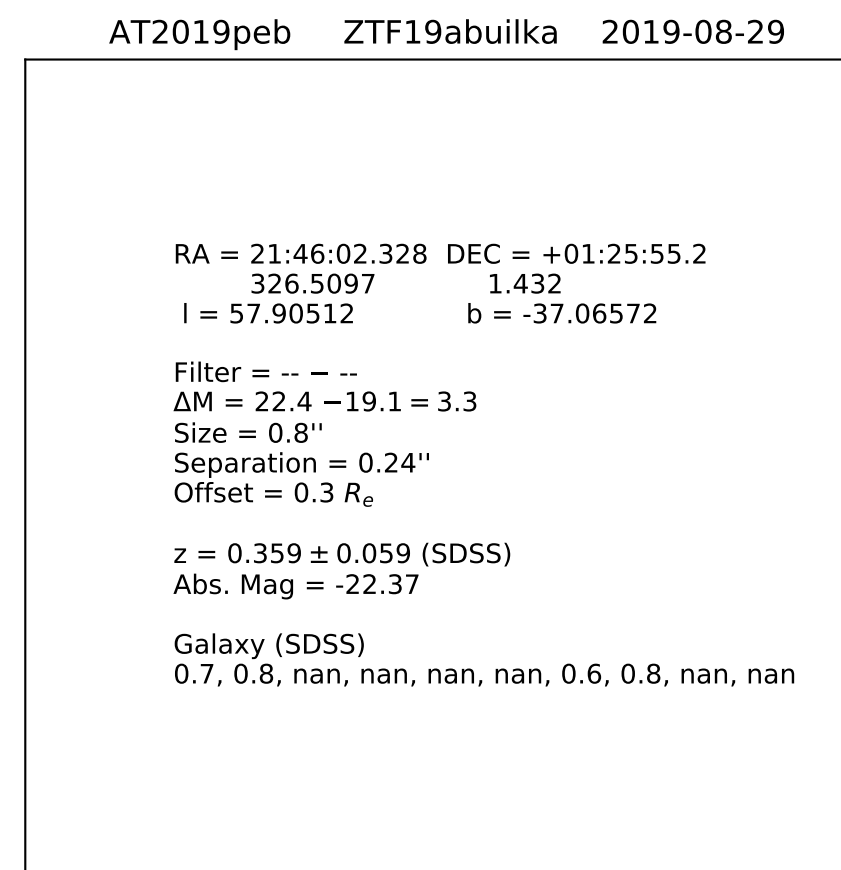 AT2019peb ZTF19abuilka 2019-08-29
RA = 21:46:02.328 DEC = +01:25:55.2
326.5097 1.432
l = 57.90512 b = -37.06572
Filter = -- − --
ΔM = 22.4 −19.1 = 3.3
Size = 0.8''
Separation = 0.24''
Offset = 0.3 Rₑ
z = 0.359 ± 0.059 (SDSS)
Abs. Mag = -22.37
Galaxy (SDSS)
0.7, 0.8, nan, nan, nan, nan, 0.6, 0.8, nan, nan